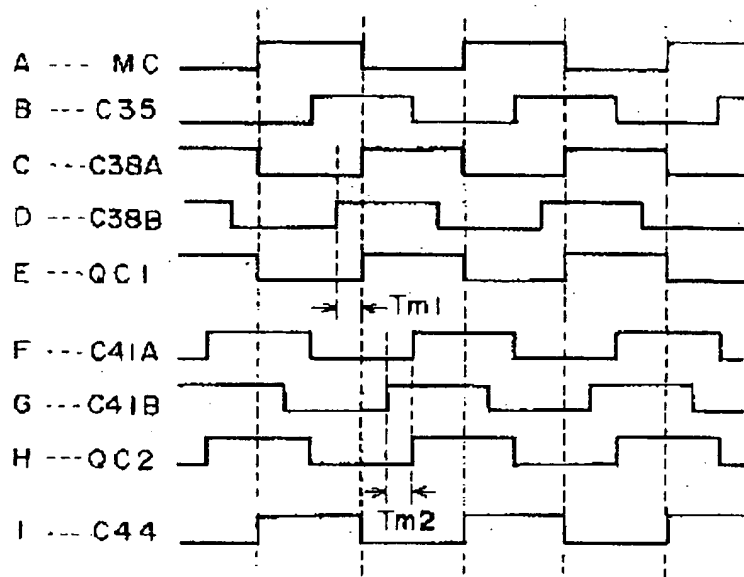 A --- MC
B --- C35
C --- C38A
D --- C38B
E --- QC1
Tm1
F --- C41A
G --- C41B
H --- QC2
Tm2
I --- C44